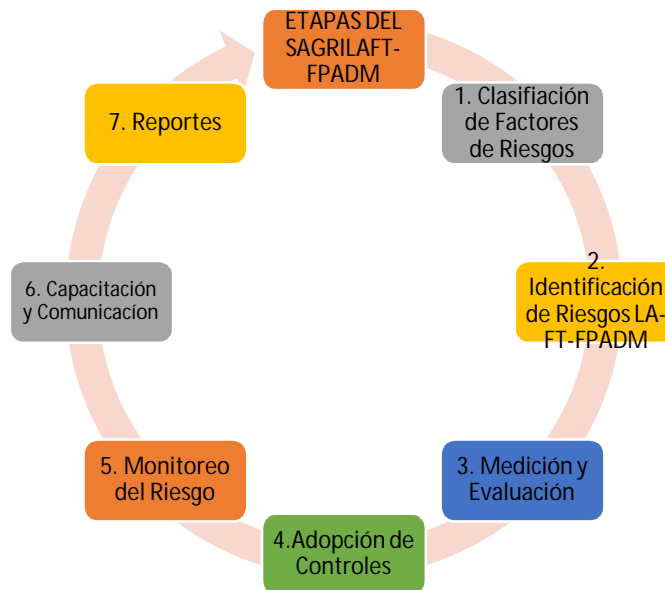 ETAPAS DEL
SAGRILAFT-
FPADM
1. Clasifiación
de Factores
de Riesgos
2.
Identificación
de Riesgos LA-
FT-FPADM
3. Medición y
Evaluación
4.Adopción de
Controles
5. Monitoreo
del Riesgo
6. Capacitación
y Comunicacíon
7. Reportes